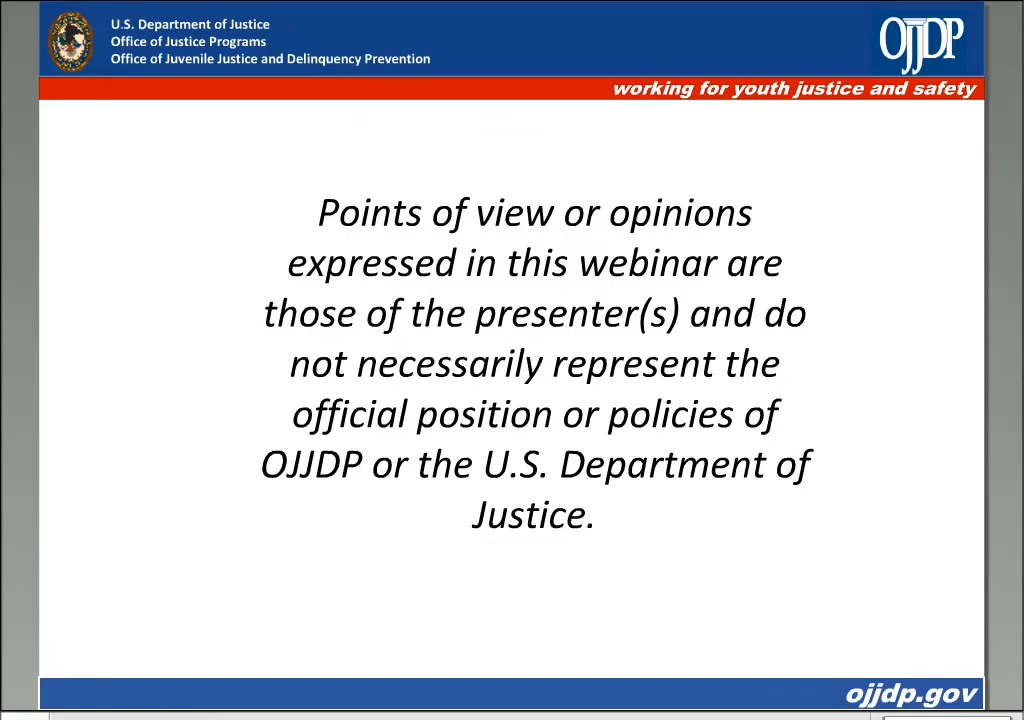 U.S. Department of Justice
Office of Justice Programs
Office of Juvenile Justice and Delinquency Prevention
OJJDP
working for youth justice and safety
Points of view or opinions
expressed in this webinar are
those of the presenter(s) and do
not necessarily represent the
official position or policies of
OJJDP or the U.S. Department of
Justice.
ojjdp.gov